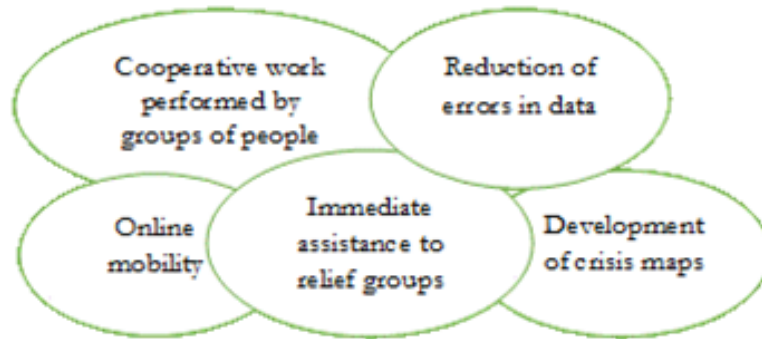 Cooperative work
performed by
groups of people
Reduction of
errors in data
Online
mobility
Immediate
assistance to
relief groups
Development
of crisis maps